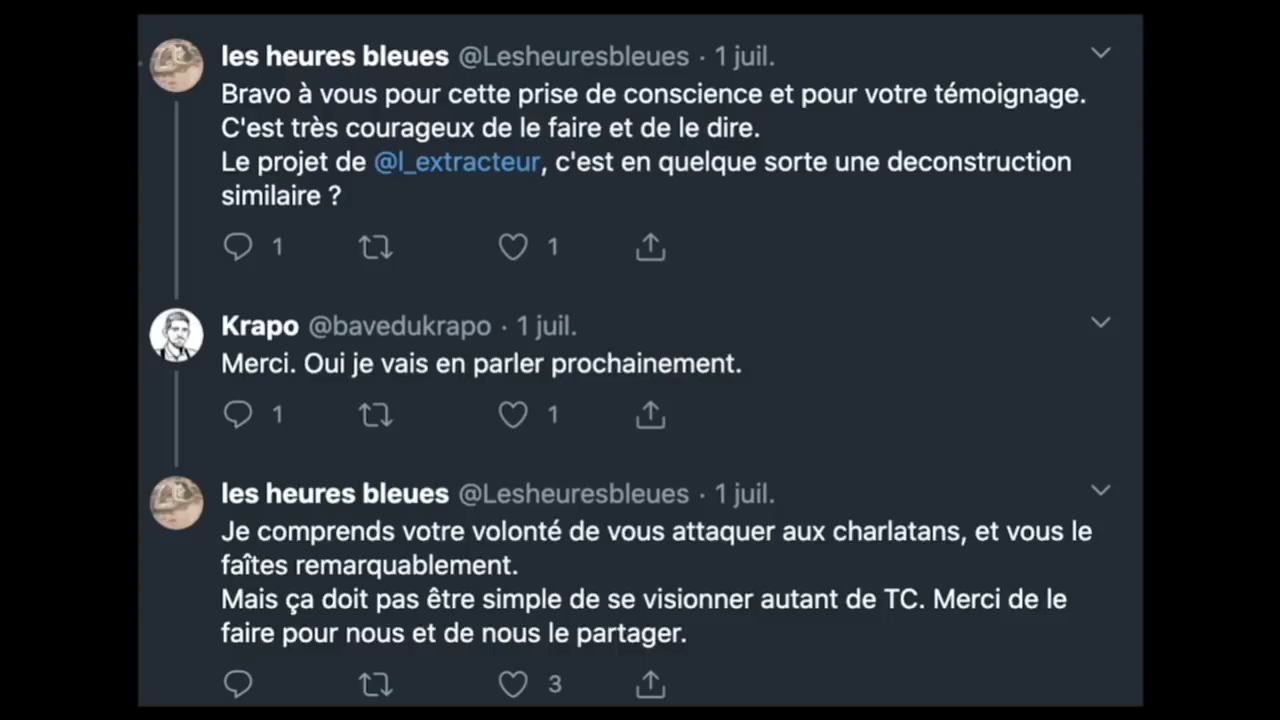 les heures bleues @Lesheuresbleues · 1 juil.
Bravo à vous pour cette prise de conscience et pour votre témoignage.
C'est très courageux de le faire et de le dire.
Le projet de @l_extracteur, c'est en quelque sorte une deconstruction
similaire ?
1 1
Krapo @bavedukrapo · 1 juil.
Merci. Oui je vais en parler prochainement.
1 1
les heures bleues @Lesheuresbleues · 1 juil.
Je comprends votre volonté de vous attaquer aux charlatans, et vous le
faîtes remarquablement.
Mais ça doit pas être simple de se visionner autant de TC. Merci de le
faire pour nous et de nous le partager.
3